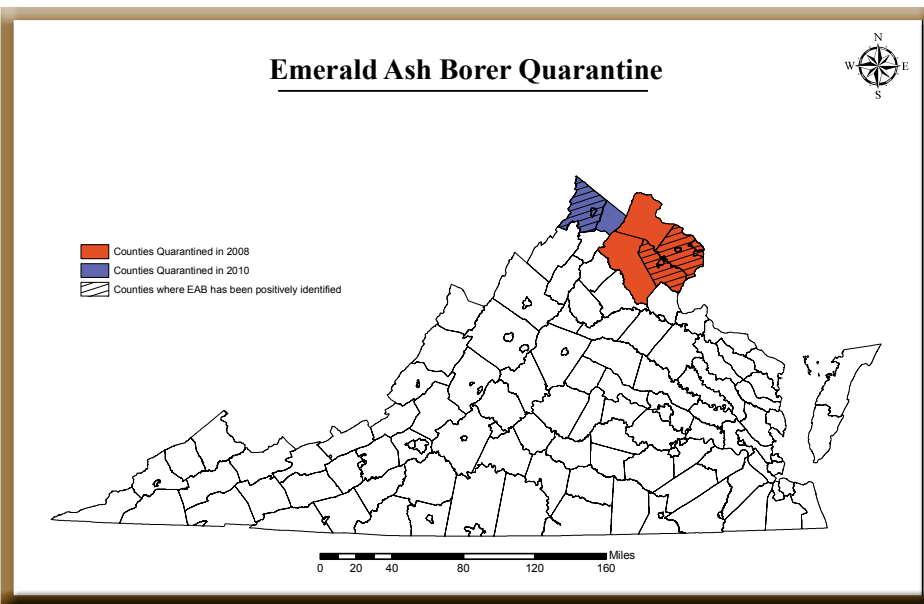 Emerald Ash Borer Quarantine
N
W E
S
Counties Quarantined in 2008
Counties Quarantined in 2010
Counties where EAB has been positively identified
Miles
0 20 40 80 120 160